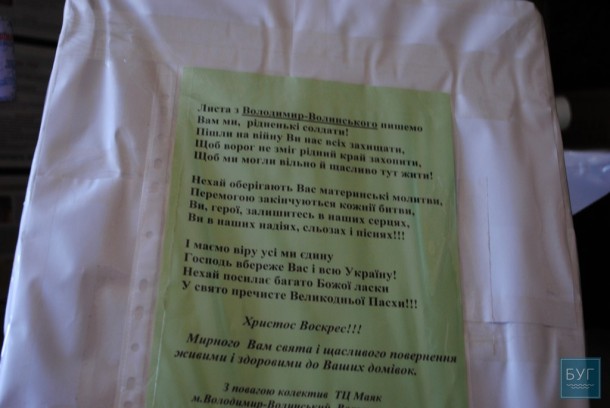 Листа з Володимир-Волинського пишемо
Вам ми, рідненькі солдати!
Пішли на війну Ви нас всіх захищати,
Щоб ворог не зміг рідний край захопити,
Щоб ми могли вільно й щасливо тут жити!
Нехай оберігають Вас материнські молитви,
Перемогою закінчуються кожнії битви,
Ви, герої, залишитесь в наших серцях,
Ви в наших надіях, сльозах і піснях!!!
І маємо віру усі ми єдину
Господь вбереже Вас і всю Україну!
Нехай посилає багато Божої ласки
У свято пречисте Великодньої Пасхи!!!
Христос Воскрес!!!
Мирного Вам свята і щасливого повернення
живими і здоровими до Ваших домівок.
З повагою колектив ТЦ Маяк
м.Володимир-Волинський
БУГ